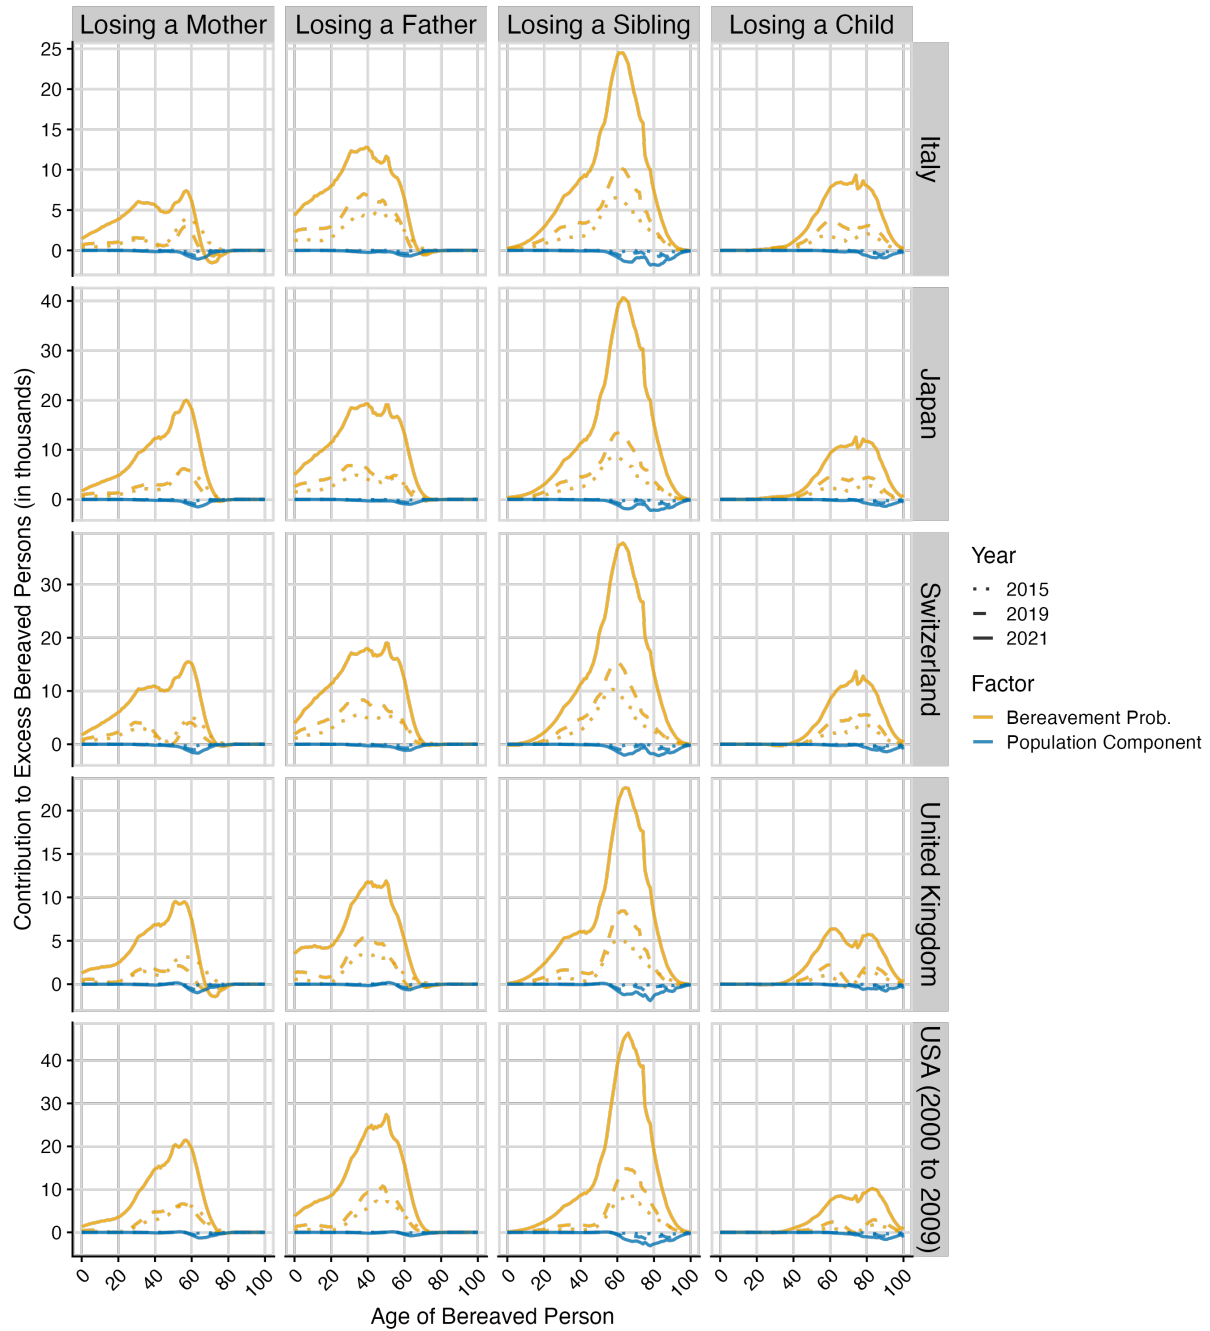 Losing a Mother Losing a Father Losing a Sibling Losing a Child
25
20
15
10
5
0
Italy
40
30
20
10
0
Japan
30
20
10
0
Switzerland
20
15
10
5
0
United Kingdom
40
30
20
10
0
USA (2000 to 2009)
Contribution to Excess Bereaved Persons (in thousands)
0 20 40 60 80 100 0 20 40 60 80 100 0 20 40 60 80 100 0 20 40 60 80 100
Age of Bereaved Person
Year
2015
2019
2021
Factor
Bereavement Prob.
Population Component